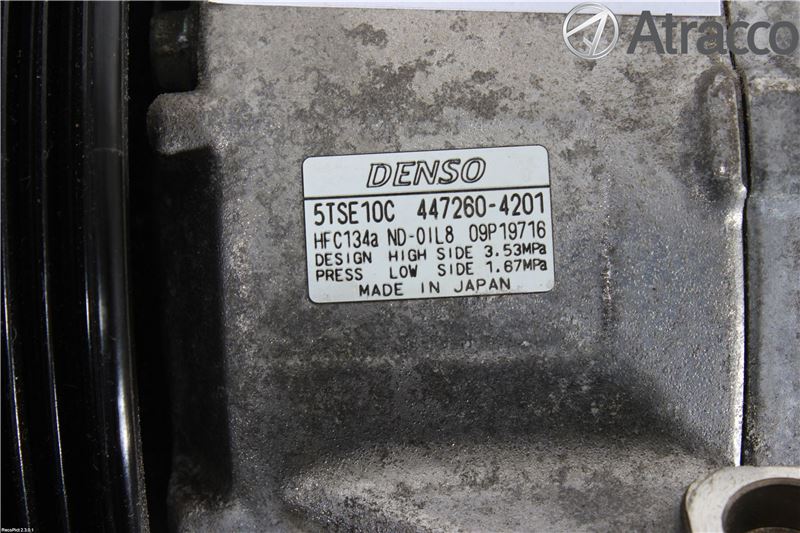 Atracco
DENSO
5TSE10C 447260-4201
HFC134a ND-OIL8 09P19716
DESIGN HIGH SIDE 3.53MPa
PRESS LOW SIDE 1.67MPa
MADE IN JAPAN